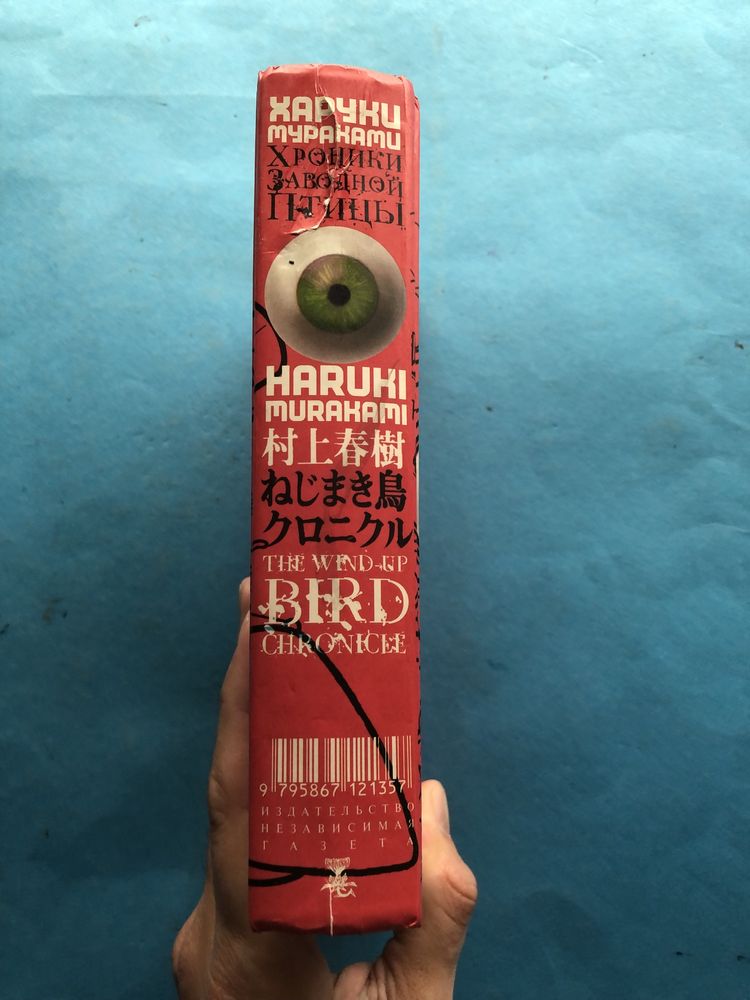 ХАРУКИ
МУРАКАМИ
ХРОНИКИ
ЗАВОДНОЙ
ПТИЦЫ
HARUKI
MURAKAMI
村上春樹
ねじまき鳥
クロニクル
THE WIND-UP
BIRD
CHRONICLE
9 795867 121357
ИЗДАТЕЛЬСТВО
НЕЗАВИСИМАЯ
ГАЗЕТА